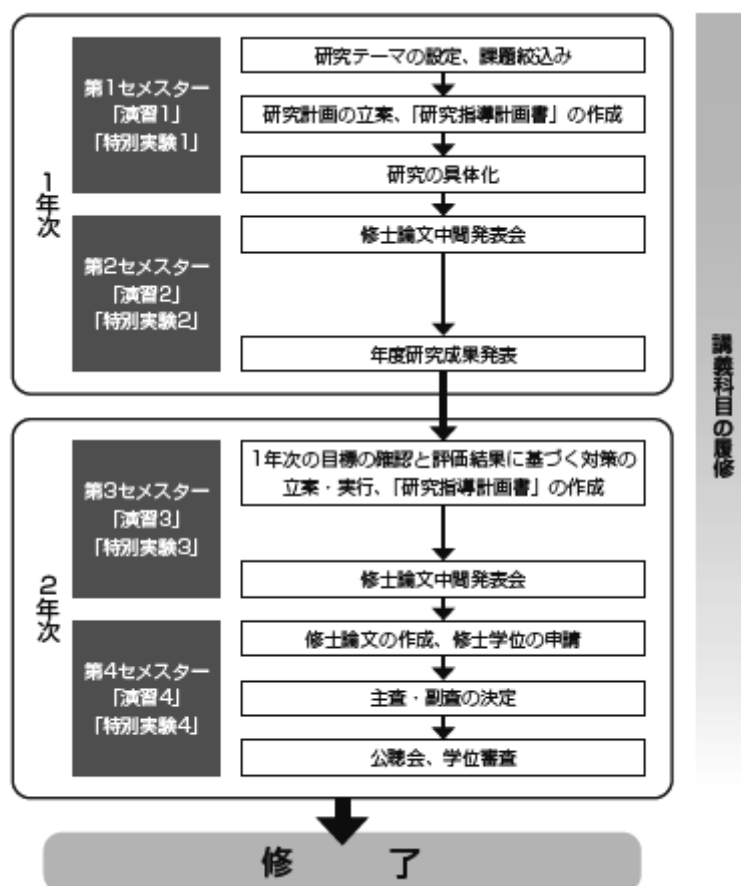 1年次
第1セメスター
「演習1」
「特別実験1」
研究テーマの設定、課題絞込み
研究計画の立案、「研究指導計画書」の作成
研究の具体化
第2セメスター
「演習2」
「特別実験2」
修士論文中間発表会
年度研究成果発表
2年次
第3セメスター
「演習3」
「特別実験3」
1年次の目標の確認と評価結果に基づく対策の
立案・実行、「研究指導計画書」の作成
修士論文中間発表会
第4セメスター
「演習4」
「特別実験4」
修士論文の作成、修士学位の申請
主査・副査の決定
公聴会、学位審査
講義科目の履修
修 了